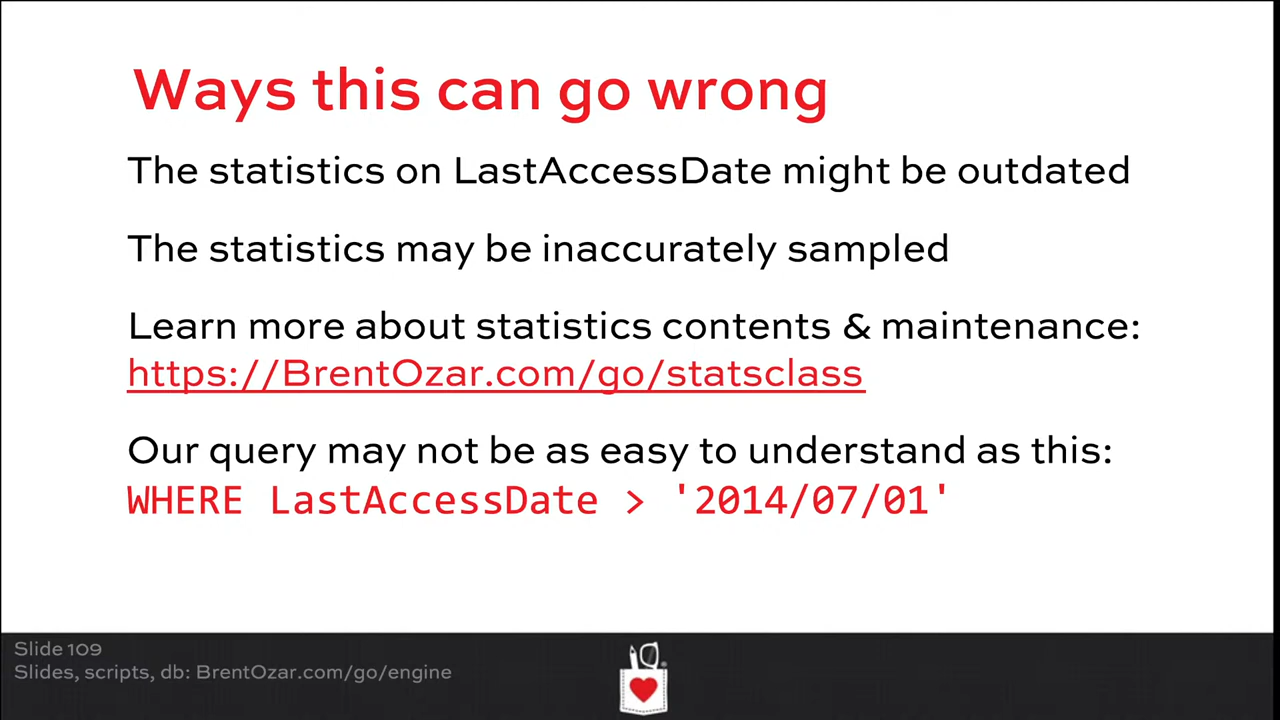 Ways this can go wrong
The statistics on LastAccessDate might be outdated
The statistics may be inaccurately sampled
Learn more about statistics contents & maintenance:
https://BrentOzar.com/go/statsclass
Our query may not be as easy to understand as this:
WHERE LastAccessDate > '2014/07/01'
Slide 109
Slides, scripts, db: BrentOzar.com/go/engine